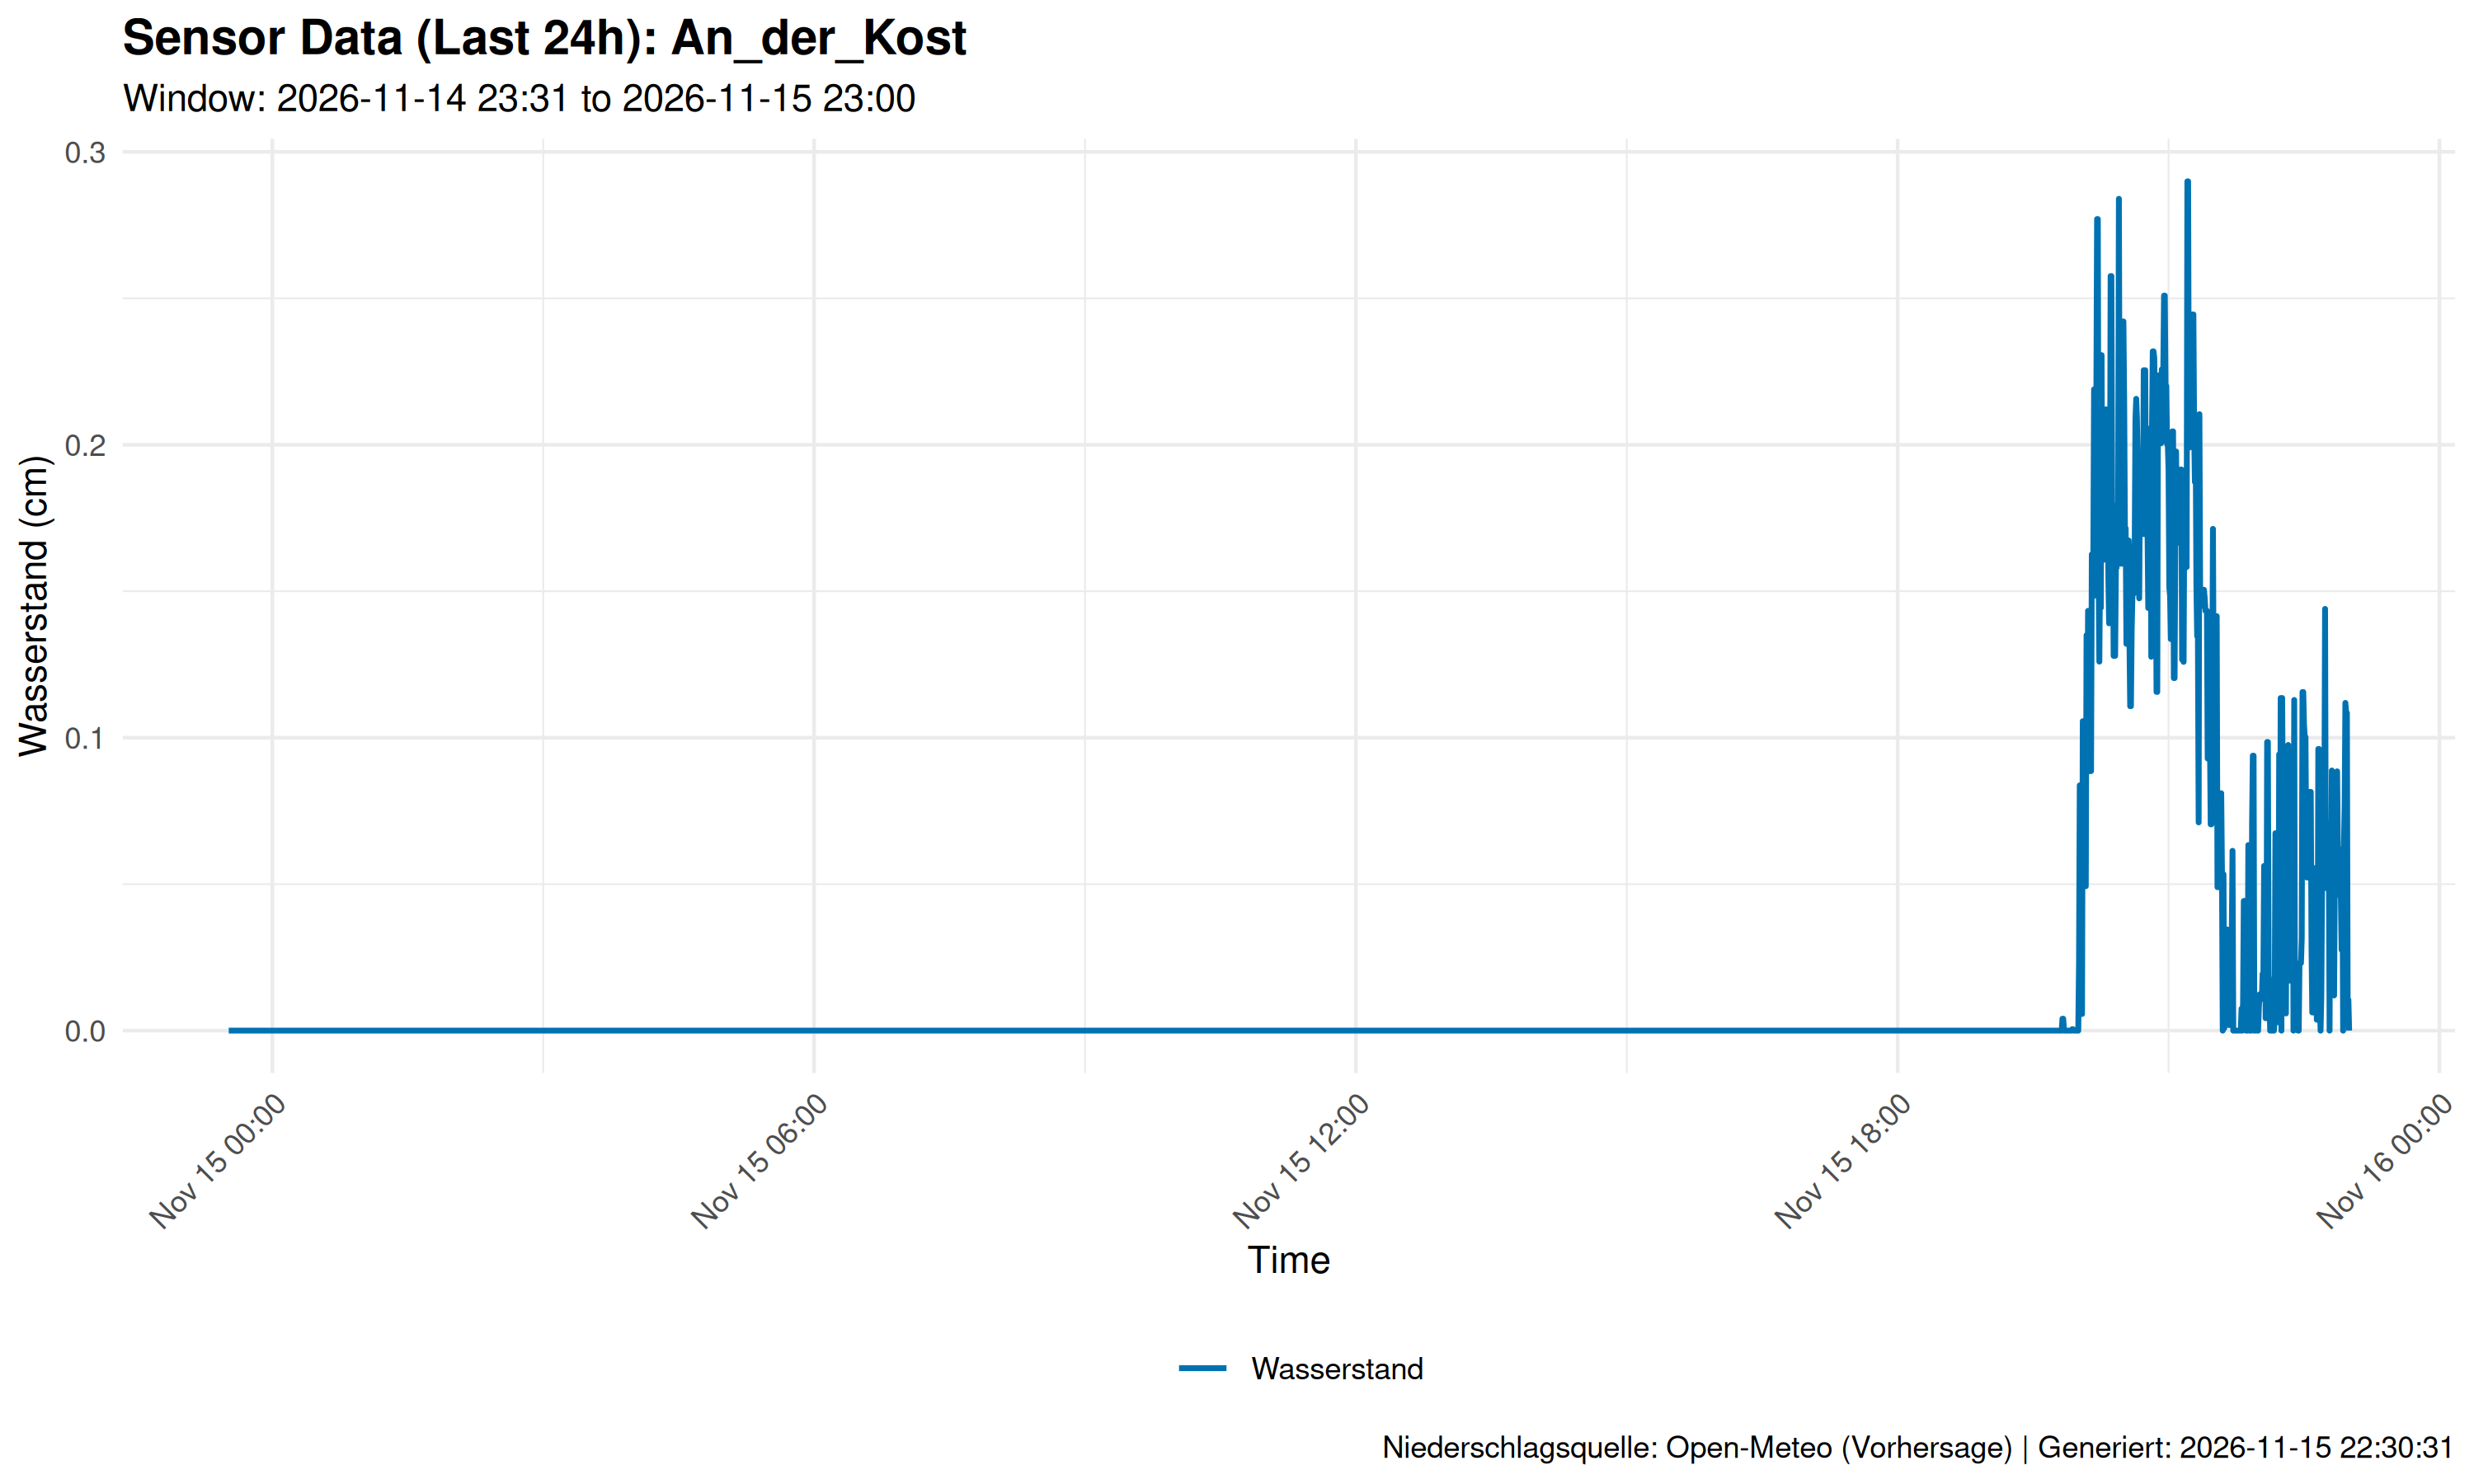 Sensor Data (Last 24h): An_der_Kost
Window: 2026-11-14 23:31 to 2026-11-15 23:00
Wasserstand (cm)
0.3
0.2
0.1
0.0
Nov 15 00:00
Nov 15 06:00
Nov 15 12:00
Nov 15 18:00
Nov 16 00:00
Time
Wasserstand
Niederschlagsquelle: Open-Meteo (Vorhersage) | Generiert: 2026-11-15 22:30:31